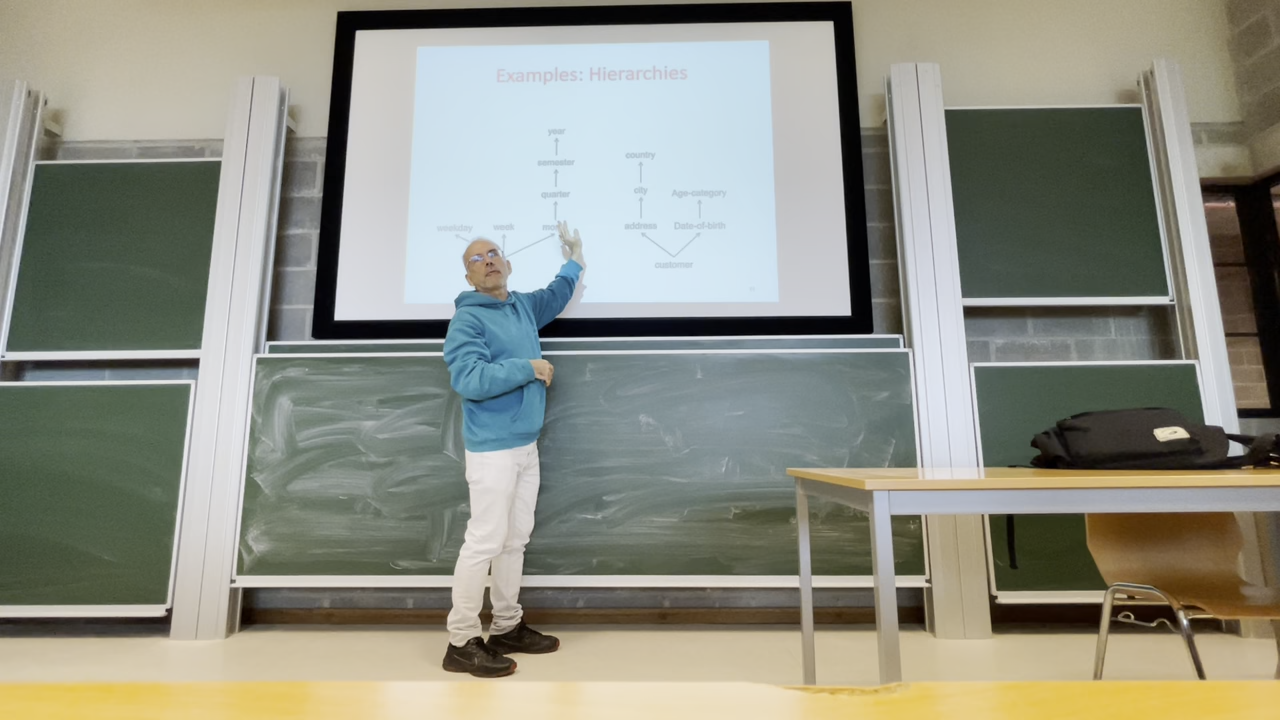 Examples: Hierarchies
year
semester
quarter
weekday week
country
city Age-category
address Date-of-birth
customer